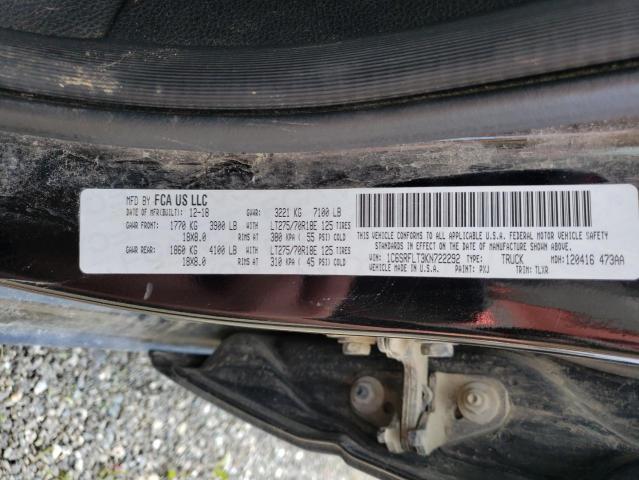 MFD BY FCA US LLC
DATE OF MFR(BUILT): 12-18 GVWR: 3221 KG 7100 LB
GAWR FRONT: 1770 KG 3900 LB LT275/70R18E 125 TIRES
18X8.0 RIMS AT 380 KPA ( 55 PSI) COLD
GAWR REAR: 1860 KG 4100 LB LT275/70R18E 125 TIRES
18X8.0 RIMS AT 310 KPA ( 45 PSI) COLD
THIS VEHICLE CONFORMS TO ALL APPLICABLE U.S.A. FEDERAL MOTOR VEHICLE SAFETY
STANDARDS IN EFFECT ON THE DATE OF MANUFACTURE SHOWN ABOVE.
VIN: 1C6SRFLT3KN722292 TYPE: TRUCK MDH: 120416 473AA
VEHICLE MADE IN U.S.A. PAINT: PXJ TRIM: TLXR